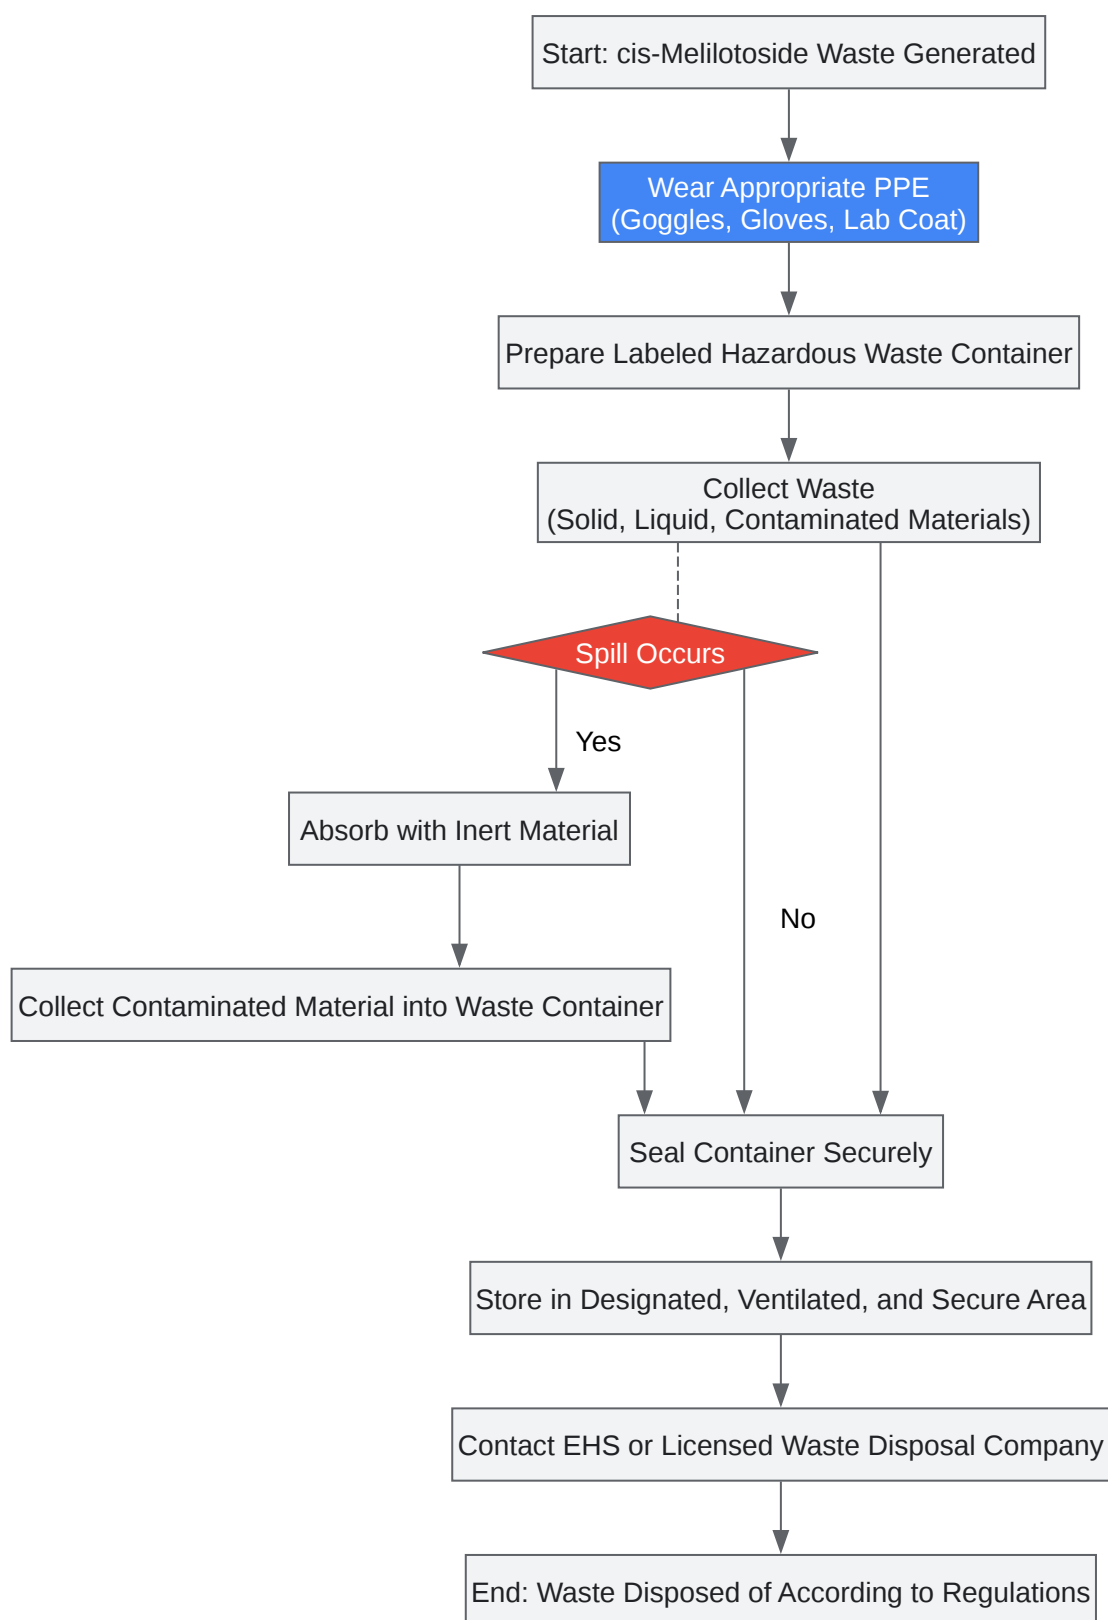 Start: cis-Melilotoside Waste Generated
Wear Appropriate PPE
(Goggles, Gloves, Lab Coat)
Prepare Labeled Hazardous Waste Container
Collect Waste
(Solid, Liquid, Contaminated Materials)
Spill Occurs
Yes
Absorb with Inert Material
No
Collect Contaminated Material into Waste Container
Seal Container Securely
Store in Designated, Ventilated, and Secure Area
Contact EHS or Licensed Waste Disposal Company
End: Waste Disposed of According to Regulations